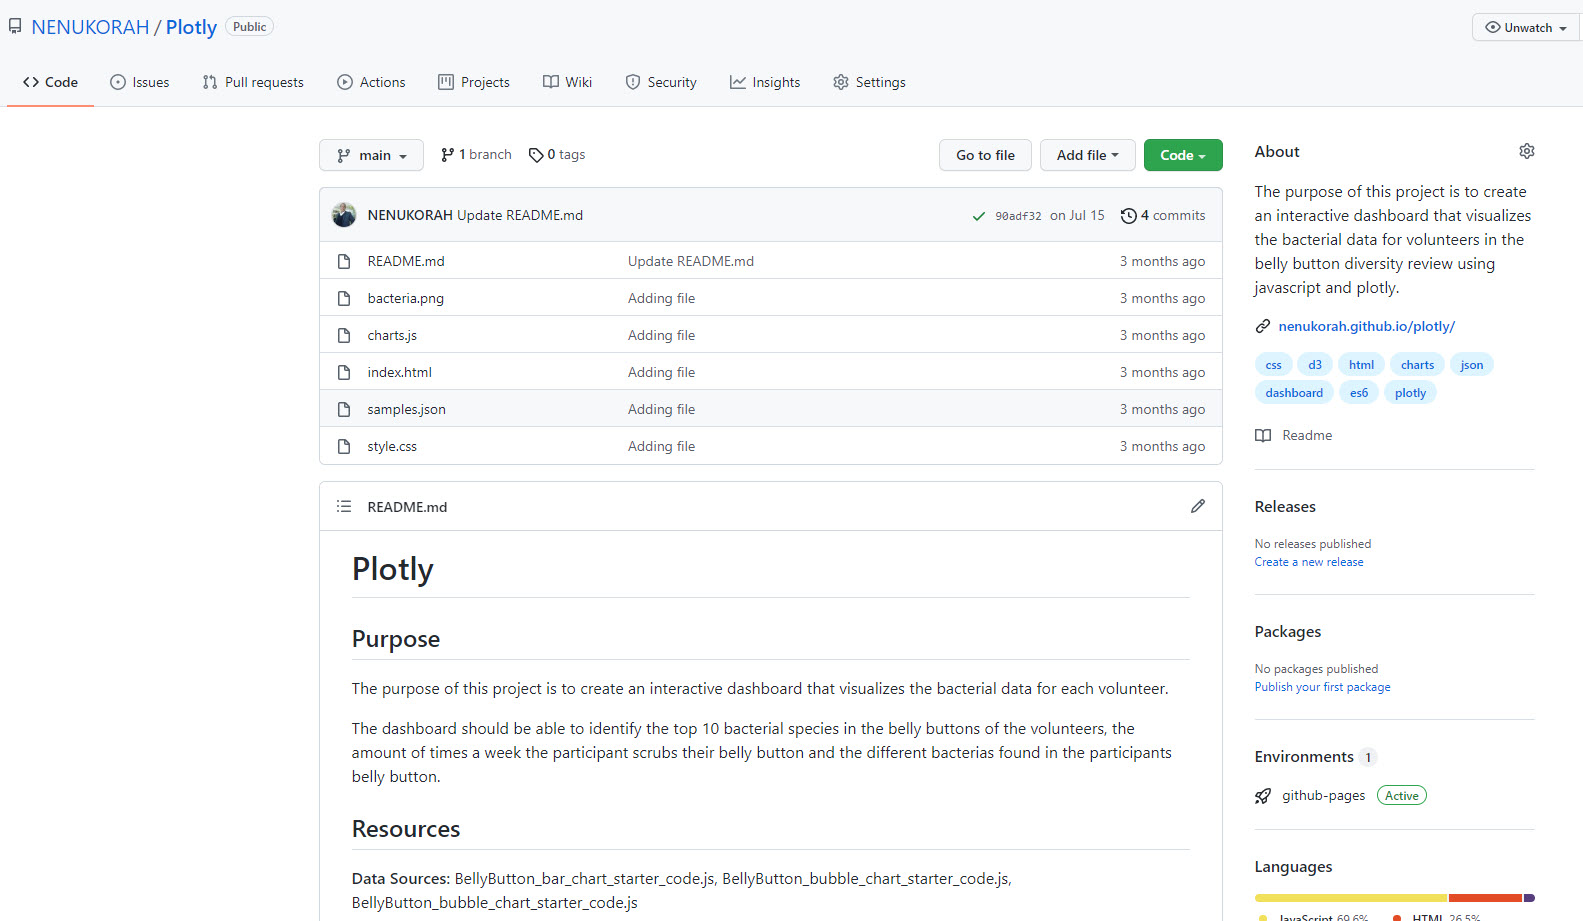 NENUKORAH / Plotly Public
Unwatch
Code Issues Pull requests Actions Projects Wiki Security Insights Settings
main 1 branch 0 tags Go to file Add file Code
NENUKORAH Update README.md 90adf32 on Jul 15 4 commits
README.md Update README.md 3 months ago
bacteria.png Adding file 3 months ago
charts.js Adding file 3 months ago
index.html Adding file 3 months ago
samples.json Adding file 3 months ago
style.css Adding file 3 months ago
README.md
Plotly
Purpose
The purpose of this project is to create an interactive dashboard that visualizes the bacterial data for each volunteer.
The dashboard should be able to identify the top 10 bacterial species in the belly buttons of the volunteers, the
amount of times a week the participant scrubs their belly button and the different bacterias found in the participants
belly button.
Resources
Data Sources: BellyButton_bar_chart_starter_code.js, BellyButton_bubble_chart_starter_code.js,
BellyButton_bubble_chart_starter_code.js
About
The purpose of this project is to create
an interactive dashboard that visualizes
the bacterial data for volunteers in the
belly button diversity review using
javascript and plotly.
nenukorah.github.io/plotly/
css d3 html charts json
dashboard es6 plotly
Readme
Releases
No releases published
Create a new release
Packages
No packages published
Publish your first package
Environments 1
github-pages Active
Languages
JavaScript 69.6% HTML 26.5%